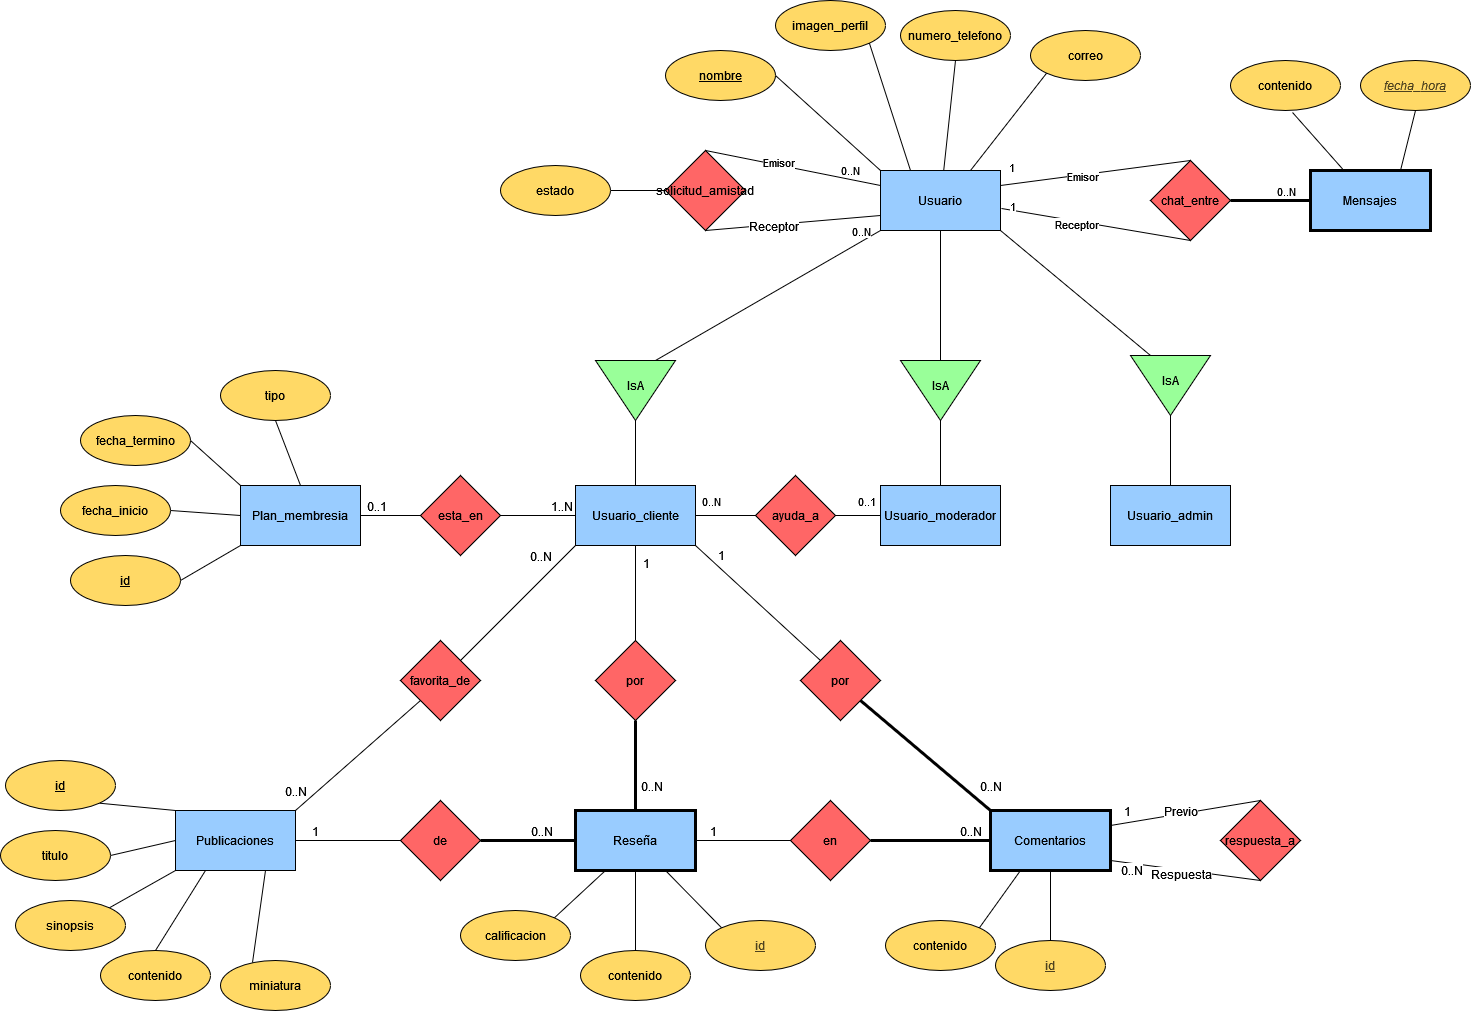 imagen_perfil
numero_telefono
correo
nombre
contenido
fecha_hora
estado
solicitud_amistad
Emisor
0..N
Receptor
0..N
Usuario
1
Emisor
1
Receptor
chat_entre
0..N
Mensajes
IsA
IsA
IsA
tipo
fecha_termino
fecha_inicio
id
Plan_membresia
0..1
esta_en
1..N
Usuario_cliente
0..N
ayuda_a
0..1
Usuario_moderador
Usuario_admin
0..N
1
1
favorita_de
por
por
0..N
0..N
0..N
id
titulo
sinopsis
contenido
miniatura
Publicaciones
1
de
0..N
Reseña
1
en
0..N
Comentarios
1
Previo
respuesta_a
0..N
Respuesta
calificacion
contenido
id
contenido
id